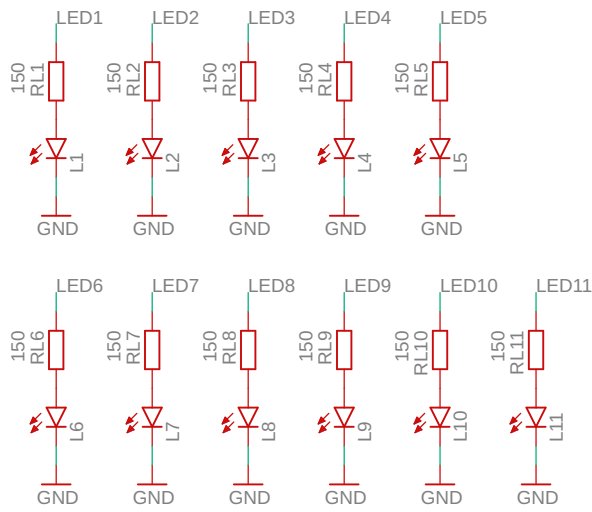 LED1 LED2 LED3 LED4 LED5
150 RL1 150 RL2 150 RL3 150 RL4 150 RL5
L1 L2 L3 L4 L5
GND GND GND GND GND
LED6 LED7 LED8 LED9 LED10 LED11
150 RL6 150 RL7 150 RL8 150 RL9 150 RL10 150 RL11
L6 L7 L8 L9 L10 L11
GND GND GND GND GND GND